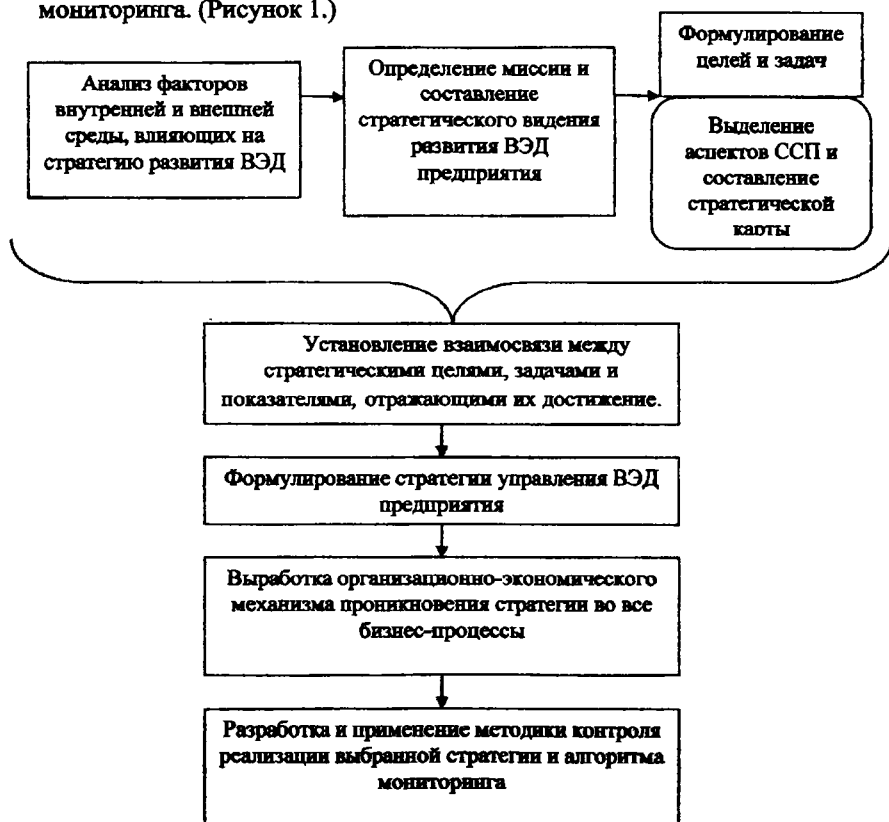 мониторинга. (Рисунок 1.)
Анализ факторов
внутренней и внешней
среды, влияющих на
стратегию развития ВЭД
Определение миссии и
составление
стратегического видения
развития ВЭД
предприятия
Формулирование
целей и задач
Выделение
аспектов ССП и
составление
стратегической
карты
Установление взаимосвязи между
стратегическими целями, задачами и
показателями, отражающими их достижение.
Формулирование стратегии управления ВЭД
предприятия
Выработка организационно-экономического
механизма проникновения стратегии во все
бизнес-процессы
Разработка и применение методики контроля
реализации выбранной стратегии и алгоритма
мониторинга